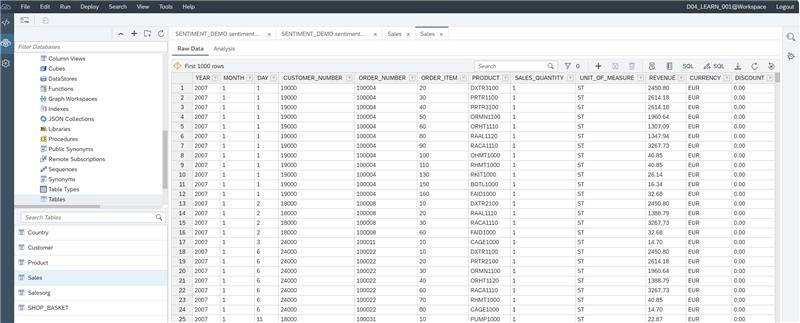 File Edit Run Deploy Search View Tools Help D04_LEARN_001@Workspace Logout
SENTIMENT_DEMO.sentiment... SENTIMENT_DEMO.sentiment... Sales Sales
Filter Databases
Column Views
Cubes
DataStores
Functions
Graph Workspaces
Indexes
JSON Collections
Libraries
Procedures
Public Synonyms
Remote Subscriptions
Sequences
Synonyms
Table Types
Tables
Search Tables
Country
Customer
Product
Sales
Salesorg
SHOP_BASKET
Raw Data Analysis
First 1000 rows Search 0 SQL SQL
YEAR MONTH DAY CUSTOMER_NUMBER ORDER_NUMBER ORDER_ITEM PRODUCT SALES_QUANTITY UNIT_OF_MEASURE REVENUE CURRENCY DISCOUNT
1 2007 1 1 19000 100004 20 DXTR3100 1 ST 2450.80 EUR 0.00
2 2007 1 1 19000 100004 30 PRTR1100 1 ST 2614.18 EUR 0.00
3 2007 1 1 19000 100004 40 PRTR3100 1 ST 2614.18 EUR 0.00
4 2007 1 1 19000 100004 50 ORMN1100 1 ST 1960.64 EUR 0.00
5 2007 1 1 19000 100004 60 ORHT1110 1 ST 1307.09 EUR 0.00
6 2007 1 1 19000 100004 80 RAAL1120 1 ST 1347.94 EUR 0.00
7 2007 1 1 19000 100004 90 RACA1110 1 ST 3267.73 EUR 0.00
8 2007 1 1 19000 100004 100 OHMT1000 1 ST 40.85 EUR 0.00
9 2007 1 1 19000 100004 110 RHMT1000 1 ST 40.85 EUR 0.00
10 2007 1 1 19000 100004 130 RKIT1000 1 ST 26.14 EUR 0.00
11 2007 1 1 19000 100004 150 BOTL1000 1 ST 16.34 EUR 0.00
12 2007 1 1 19000 100004 160 FAID1000 1 ST 32.68 EUR 0.00
13 2007 1 2 18000 100008 10 DXTR2100 1 ST 2450.80 EUR 0.00
14 2007 1 2 18000 100008 20 RAAL1110 1 ST 1388.79 EUR 0.00
15 2007 1 2 18000 100008 30 RACA1110 1 ST 3267.73 EUR 0.00
16 2007 1 2 18000 100008 60 FAID1000 1 ST 32.68 EUR 0.00
17 2007 1 3 24000 100011 10 CAGE1000 1 ST 14.70 EUR 0.00
18 2007 1 6 24000 100022 10 DXTR1100 1 ST 2450.80 EUR 0.00
19 2007 1 6 24000 100022 20 PRTR2100 1 ST 2614.18 EUR 0.00
20 2007 1 6 24000 100022 30 ORMN1100 1 ST 1960.64 EUR 0.00
21 2007 1 6 24000 100022 40 ORHT1120 1 ST 1388.79 EUR 0.00
22 2007 1 6 24000 100022 60 RACA1110 1 ST 3267.73 EUR 0.00
23 2007 1 6 24000 100022 70 RHMT1000 1 ST 40.85 EUR 0.00
24 2007 1 6 24000 100022 80 CAGE1000 1 ST 14.70 EUR 0.00
25 2007 1 11 18000 100031 10 PUMP1000 1 ST 22.87 EUR 0.00